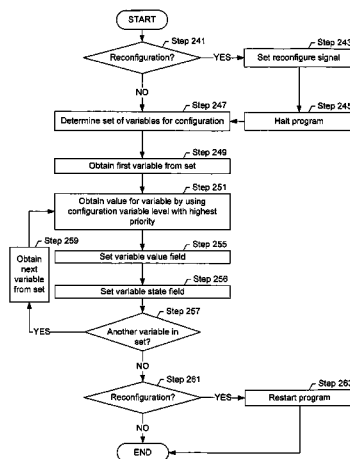 START
Step 241
Reconfiguration?
YES
Step 243
Set reconfigure signal
NO
Step 245
Halt program
Step 247
Determine set of variables for configuration
Step 249
Obtain first variable from set
Step 251
Obtain value for variable by using
configuration variable level with highest
priority
Step 259
Obtain
next
variable
from set
Step 255
Set variable value field
Step 256
Set variable state field
Step 257
Another variable in
set?
YES
NO
Step 261
Reconfiguration?
YES
Step 263
Restart program
NO
END